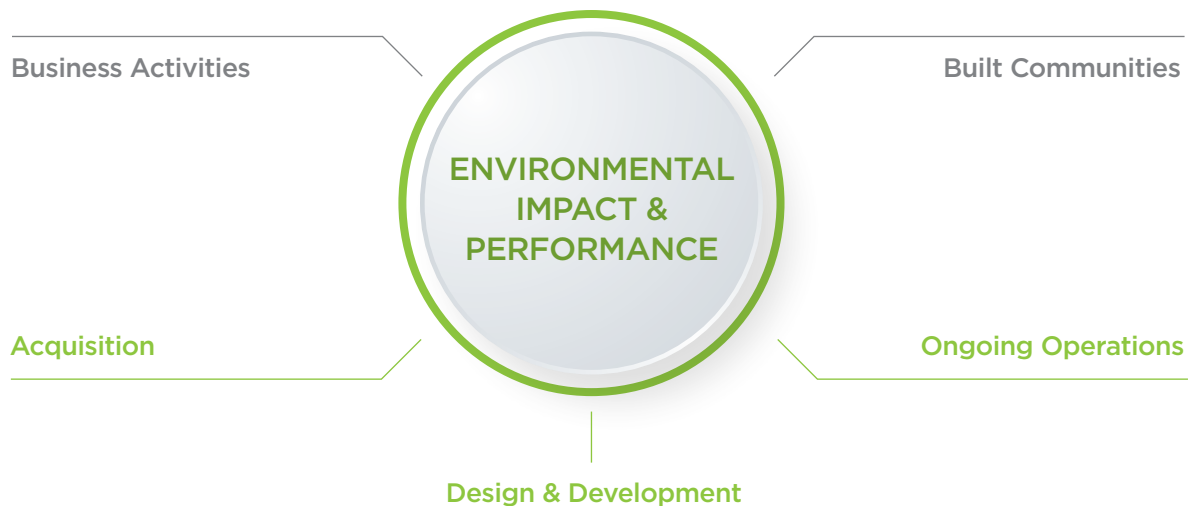 Business Activities
Built Communities
ENVIRONMENTAL
IMPACT &
PERFORMANCE
Acquisition
Ongoing Operations
Design & Development